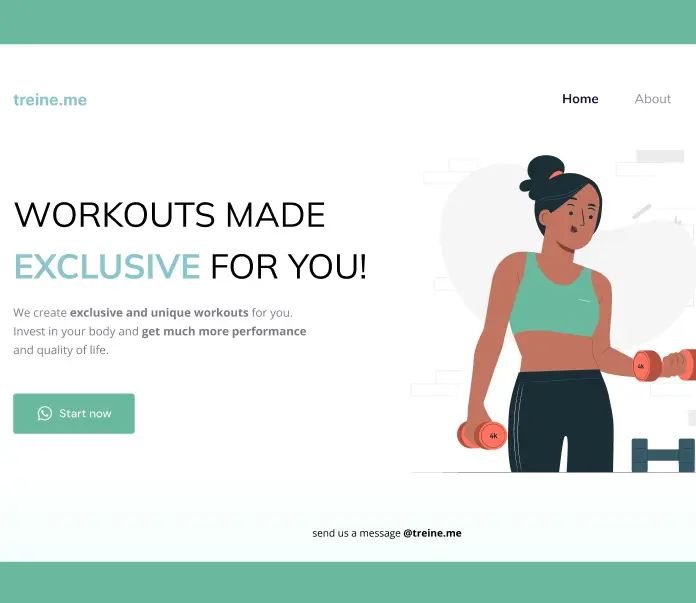 treine.me
Home
About
WORKOUTS MADE
EXCLUSIVE FOR YOU!
We create exclusive and unique workouts for you.
Invest in your body and get much more performance
and quality of life.
Start now
4k
4k
send us a message @treine.me